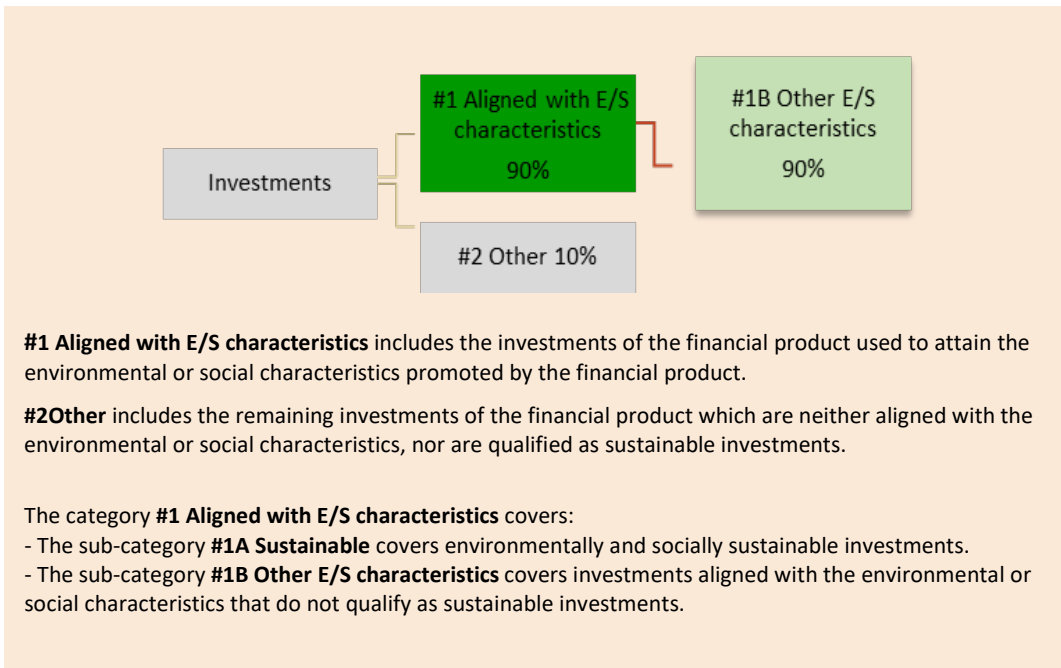 #1 Aligned with E/S
characteristics
90%
#1B Other E/S
characteristics
90%
Investments
#2 Other 10%
#1 Aligned with E/S characteristics includes the investments of the financial product used to attain the
environmental or social characteristics promoted by the financial product.
#2Other includes the remaining investments of the financial product which are neither aligned with the
environmental or social characteristics, nor are qualified as sustainable investments.
The category #1 Aligned with E/S characteristics covers:
- The sub-category #1A Sustainable covers environmentally and socially sustainable investments.
- The sub-category #1B Other E/S characteristics covers investments aligned with the environmental or
social characteristics that do not qualify as sustainable investments.